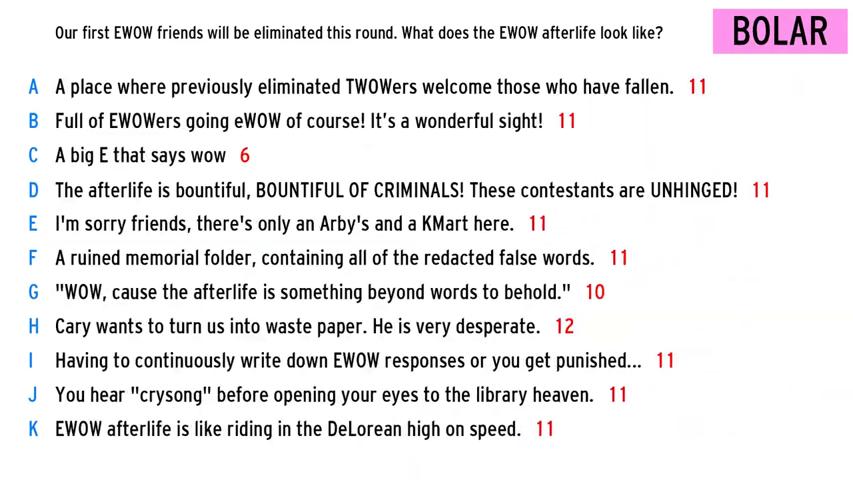 Our first EWOW friends will be eliminated this round. What does the EWOW afterlife look like?
BOLAR
A A place where previously eliminated TWOWers welcome those who have fallen. 11
B Full of EWOWers going eWOW of course! It's a wonderful sight! 11
C A big E that says wow 6
D The afterlife is bountiful, BOUNTIFUL OF CRIMINALS! These contestants are UNHINGED! 11
E I'm sorry friends, there's only an Arby's and a KMart here. 11
F A ruined memorial folder, containing all of the redacted false words. 11
G "WOW, cause the afterlife is something beyond words to behold." 10
H Cary wants to turn us into waste paper. He is very desperate. 12
I Having to continuously write down EWOW responses or you get punished... 11
J You hear "crysong" before opening your eyes to the library heaven. 11
K EWOW afterlife is like riding in the DeLorean high on speed. 11